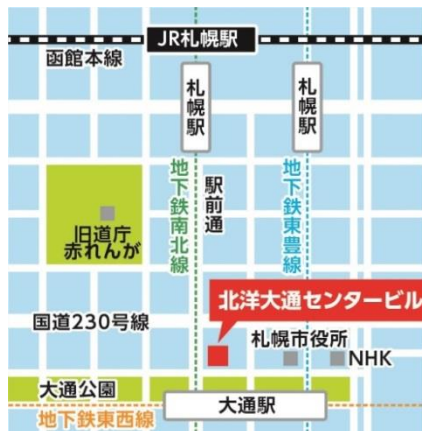 JR札幌駅
函館本線
札幌駅
札幌駅
地下鉄南北線
駅前通
地下鉄東豊線
旧道庁
赤れんが
北洋大通センタービル
国道230号線
札幌市役所
NHK
大通公園
大通駅
地下鉄東西線